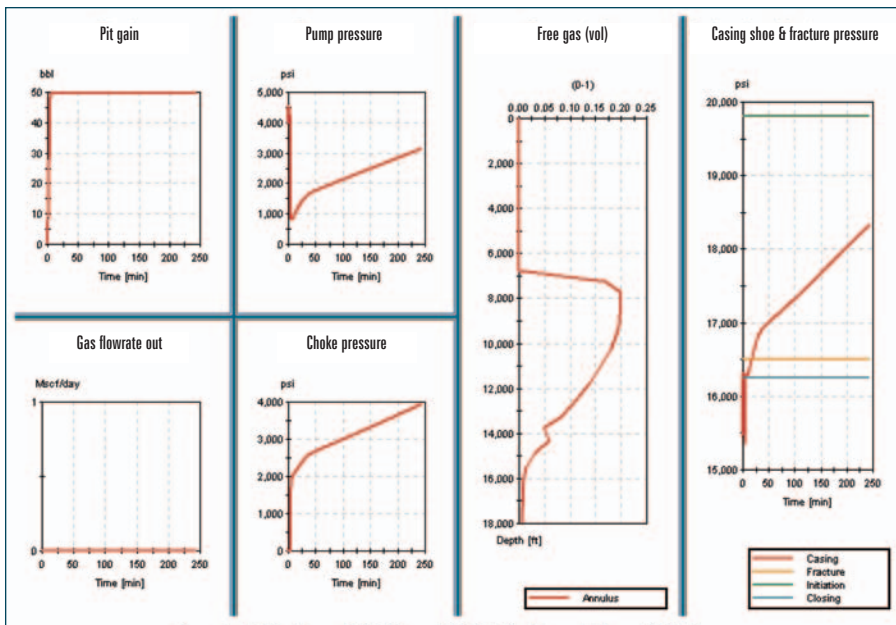 Pit gain
bbl
50
40
30
20
10
0
0 50 100 150 200 250
Time [min]
Pump pressure
psi
5,000
4,000
3,000
2,000
1,000
0
0 50 100 150 200 250
Time [min]
Gas flowrate out
Mscf/day
1
0
0 50 100 150 200 250
Time [min]
Choke pressure
psi
4,000
3,000
2,000
1,000
0
0 50 100 150 200 250
Time [min]
Free gas (vol)
(0-1)
0.00 0.05 0.10 0.15 0.20 0.25
0
2,000
4,000
6,000
8,000
10,000
12,000
14,000
16,000
18,000
Depth [ft]
Annulus
Casing shoe & fracture pressure
psi
20,000
19,000
18,000
17,000
16,000
15,000
0 50 100 150 200 250
Time [min]
Casing
Fracture
Initiation
Closing